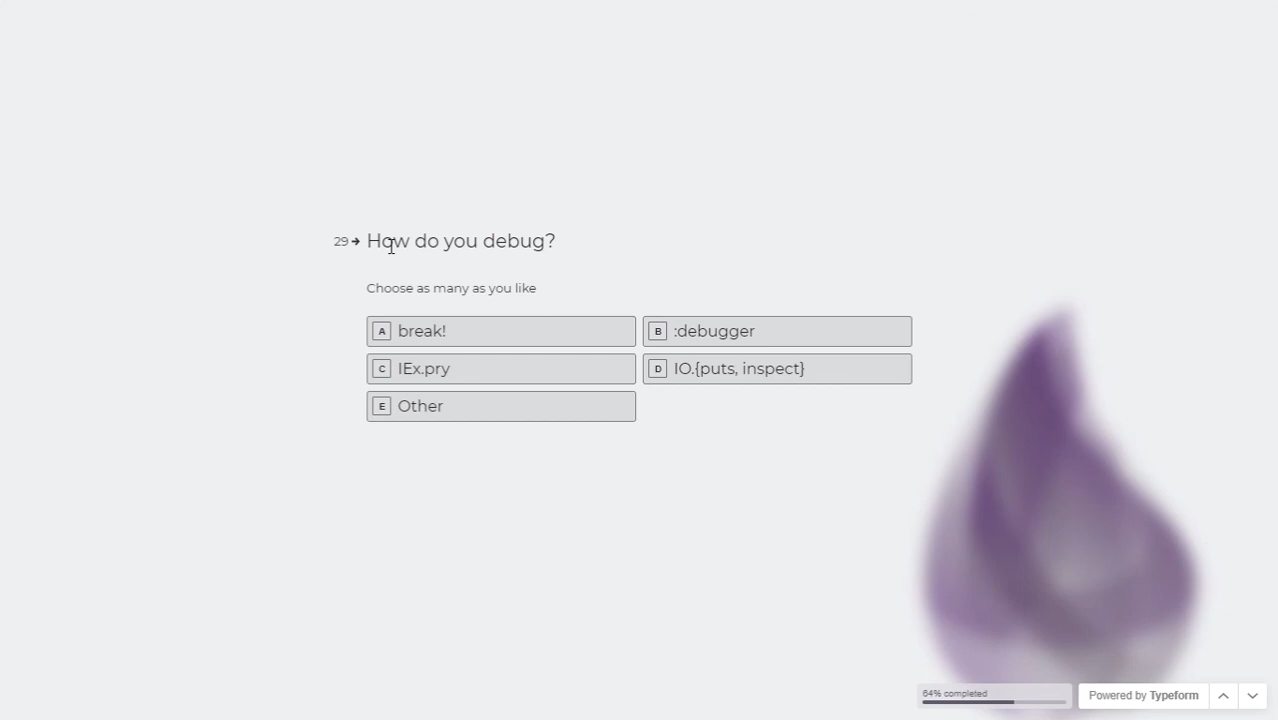 29→ How do you debug?
Choose as many as you like
A break!
B :debugger
C IEx.pry
D IO.{puts, inspect}
E Other
64% completed
Powered by Typeform